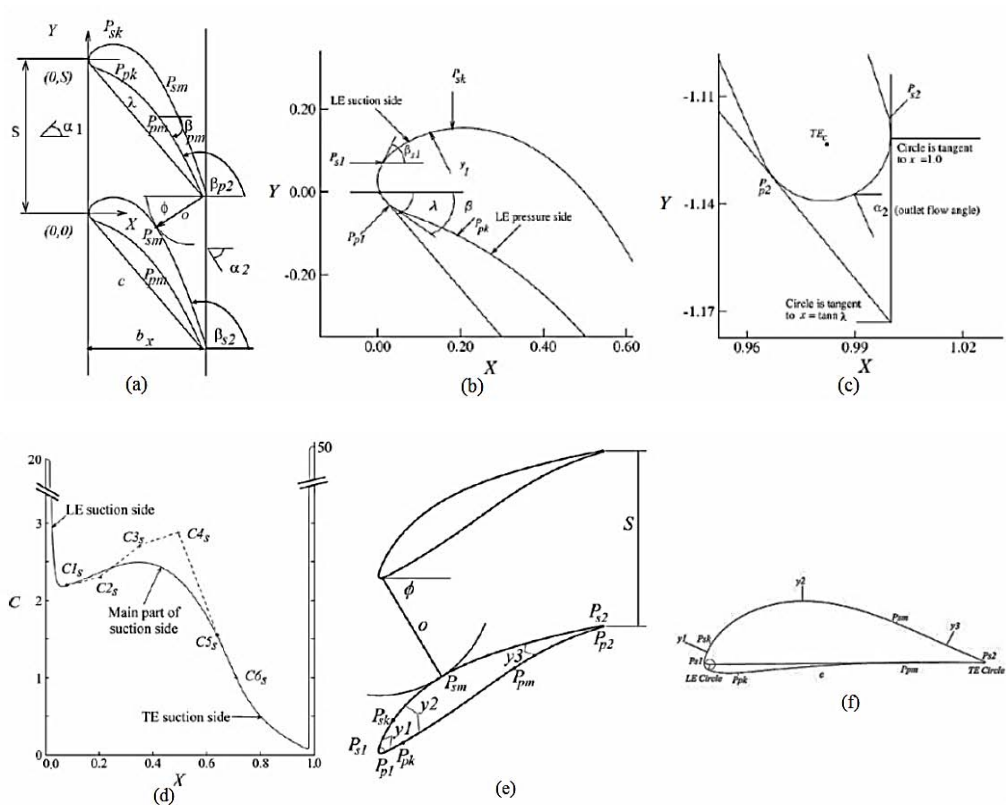 Y
P_sk
(0,S)
P_pk
P_sm
λ
S
α1
P_pm
β_pm
β_p2
ϕ
o
X
P_sm
(0,0)
P_pm
c
α2
β_s2
b_x
(a)
P_sk
0.20
LE suction side
P_s1
β_s1
y_1
Y
0.00
λ
β
P_pk
LE pressure side
P_p1
-0.20
0.00
0.20
0.40
0.60
X
(b)
-1.11
P_s2
TE_c
Circle is tangent
to x =1.0
P_p2
-1.14
Y
α_2 (outlet flow angle)
-1.17
Circle is tangent
to x = tann λ
0.96
0.99
1.02
X
(c)
20
50
LE suction side
3
C3_s
C4_s
C1_s
C2_s
C
2
Main part of
suction side
C5_s
1
C6_s
TE suction side
0
0.0
0.2
0.4
0.6
0.8
1.0
X
(d)
S
ϕ
o
P_s2
P_p2
y3
P_sm
P_pm
P_sk
y2
y1
P_s1
P_p1
P_pk
(e)
y2
y1
Psk
Psm
y3
Ps1
Ps2
LE Circle
Ppk
c
Ppm
TE Circle
(f)